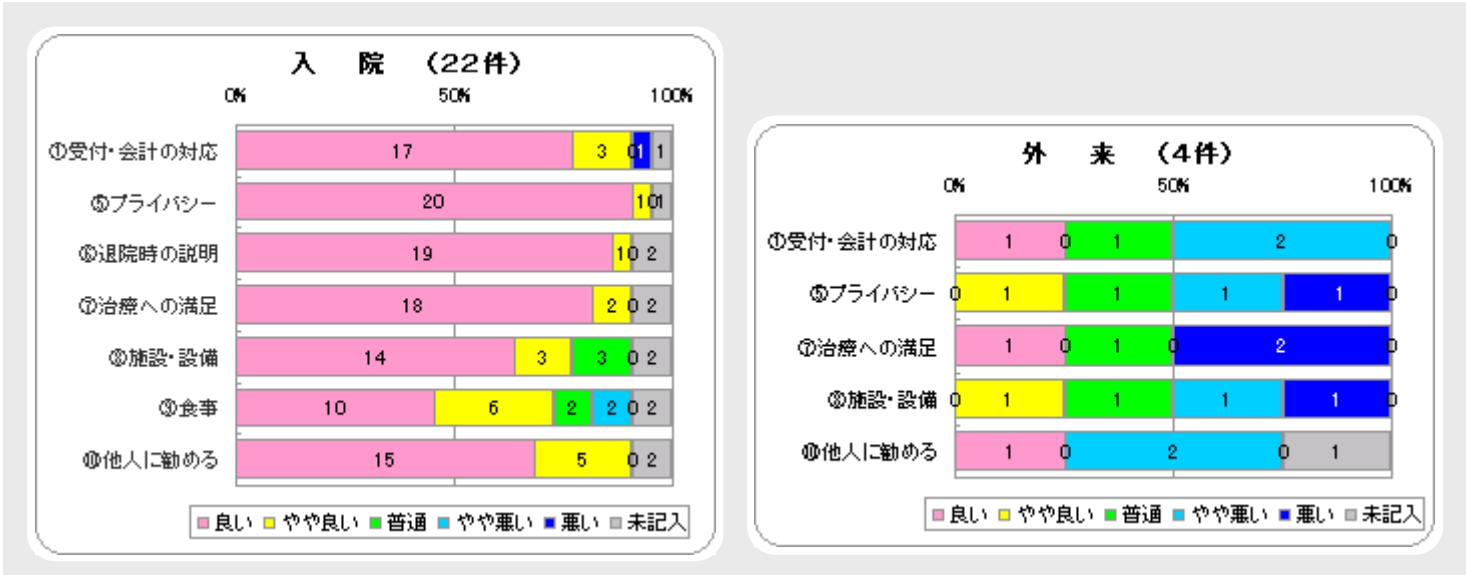 入 院 （22件）
0% 50% 100%
①受付・会計の対応 17 3 0 1 1
⑤プライバシー 20 1 0 1
⑥退院時の説明 19 1 0 2
⑦治療への満足 18 2 0 2
⑧施設・設備 14 3 3 0 2
⑨食事 10 6 2 2 0 2
⑩他人に勧める 15 5 0 2
良い やや良い 普通 やや悪い 悪い 未記入
外 来 （4件）
0% 50% 100%
①受付・会計の対応 1 0 1 2 0
⑤プライバシー 0 1 1 1 1 0
⑦治療への満足 1 0 1 0 2 0
⑧施設・設備 0 1 1 1 1 0
⑩他人に勧める 1 0 2 0 1
良い やや良い 普通 やや悪い 悪い 未記入